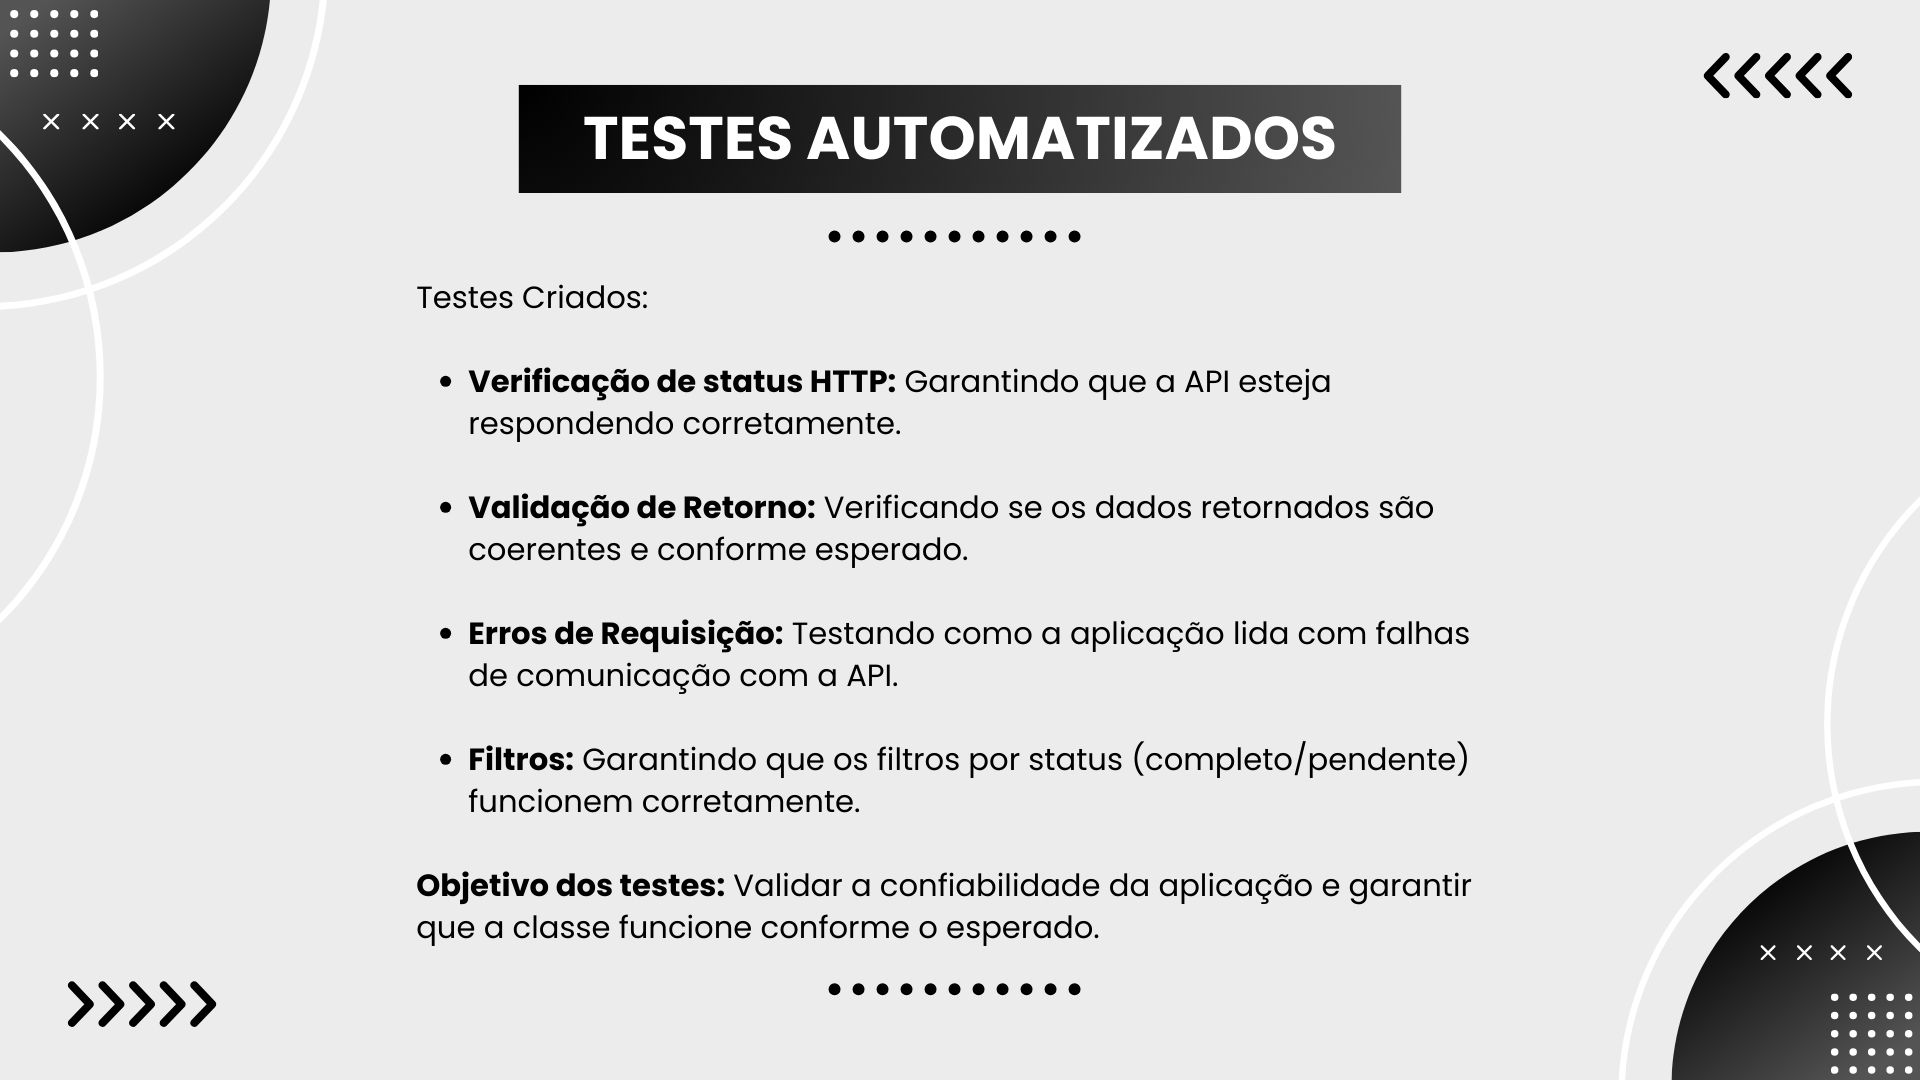 TESTES AUTOMATIZADOS
Testes Criados:
• Verificação de status HTTP: Garantindo que a API esteja
respondendo corretamente.
• Validação de Retorno: Verificando se os dados retornados são
coerentes e conforme esperado.
• Erros de Requisição: Testando como a aplicação lida com falhas
de comunicação com a API.
• Filtros: Garantindo que os filtros por status (completo/pendente)
funcionem corretamente.
Objetivo dos testes: Validar a confiabilidade da aplicação e garantir
que a classe funcione conforme o esperado.